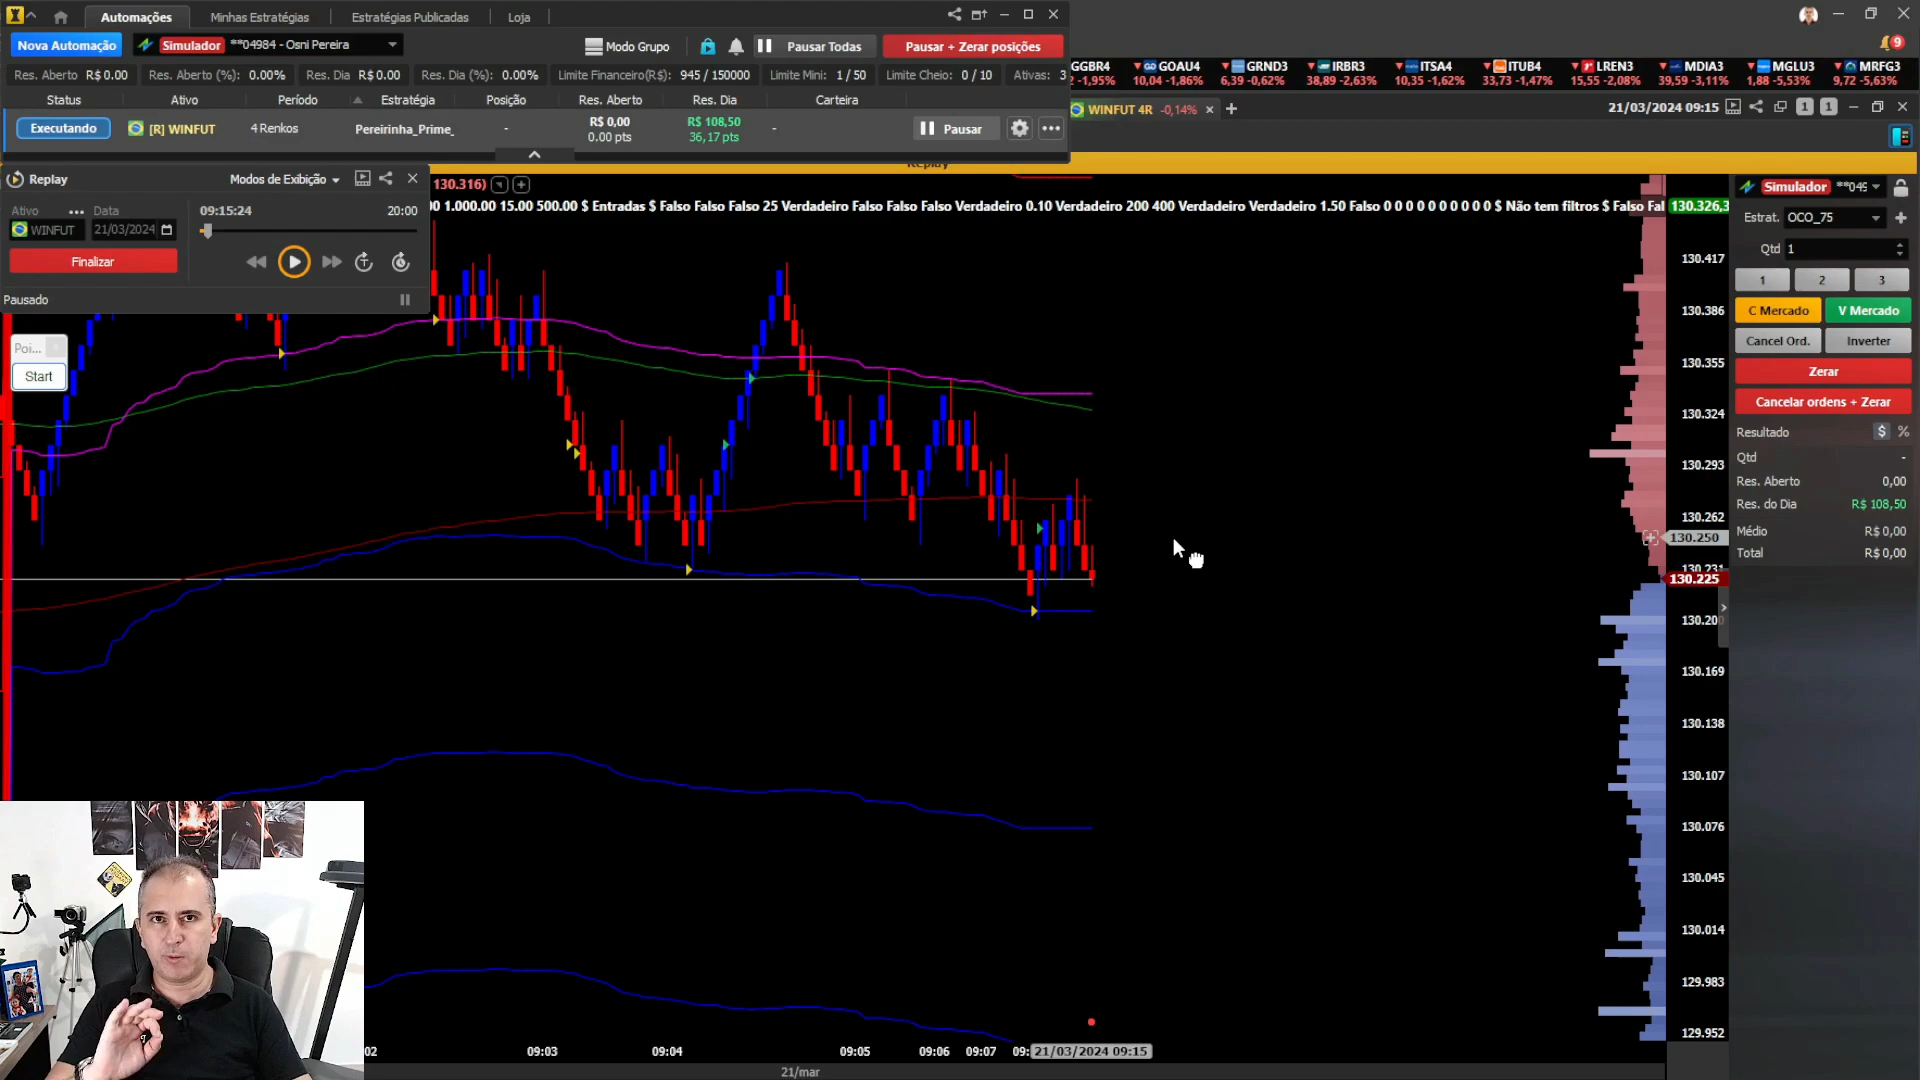 Automações Minhas Estratégias Estratégias Publicadas Loja
Nova Automação Simulador **04984 - Osni Pereira Modo Grupo Pausar Todas Pausar + Zerar posições
9
Res. Aberto R$ 0.00 Res. Aberto (%): 0.00% Res. Dia R$ 0.00 Res. Dia (%): 0.00% Limite Financeiro(R$): 945 / 150000 Limite Mini: 1 / 50 Limite Cheio: 0 / 10 Ativas: 3
GGBR4 GOAU4 GRND3 IRBR3 ITSA4 ITUB4 LREN3 MDIA3 MGLU3 MRFG3
-1,95% 10,04 -1,86% 6,39 -0,62% 38,89 -2,63% 10,35 -1,62% 33,73 -1,47% 15,55 -2,08% 39,59 -3,11% 1,88 -5,53% 9,72 -5,63%
Status Ativo Período Estratégia Posição Res. Aberto Res. Dia Carteira
WINFUT 4R -0,14% 21/03/2024 09:15 1 1
Executando [R] WINFUT 4 Renkos Pereirinha_Prime_ - R$ 0,00 R$ 108,50 - Pausar
0.00 pts 36,17 pts
Replay
Replay Modos de Exibição
130.316)
Ativo Data 09:15:24 20:00
WINFUT 21/03/2024
Finalizar
Pausado
00 1.000.00 15.00 500.00 $ Entradas $ Falso Falso Falso 25 Verdadeiro Falso Falso Falso Verdadeiro 0.10 Verdadeiro 200 400 Verdadeiro Verdadeiro 1.50 Falso 0 0 0 0 0 0 0 0 0 0 $ Não tem filtros $ Falso Fal
Poi...
Start
130.326,3
130.417
130.386
130.355
130.324
130.293
130.262
130.250
130.231
130.225
130.200
130.169
130.138
130.107
130.076
130.045
130.014
129.983
129.952
Simulador **049
Estrat. OCO_75
Qtd 1
1 2 3
C Mercado V Mercado
Cancel Ord. Inverter
Zerar
Cancelar ordens + Zerar
Resultado $ %
Qtd -
Res. Aberto 0,00
Res. do Dia R$ 108,50
Médio R$ 0,00
Total R$ 0,00
02 09:03 09:04 09:05 09:06 09:07 09: 21/03/2024 09:15
21/mar